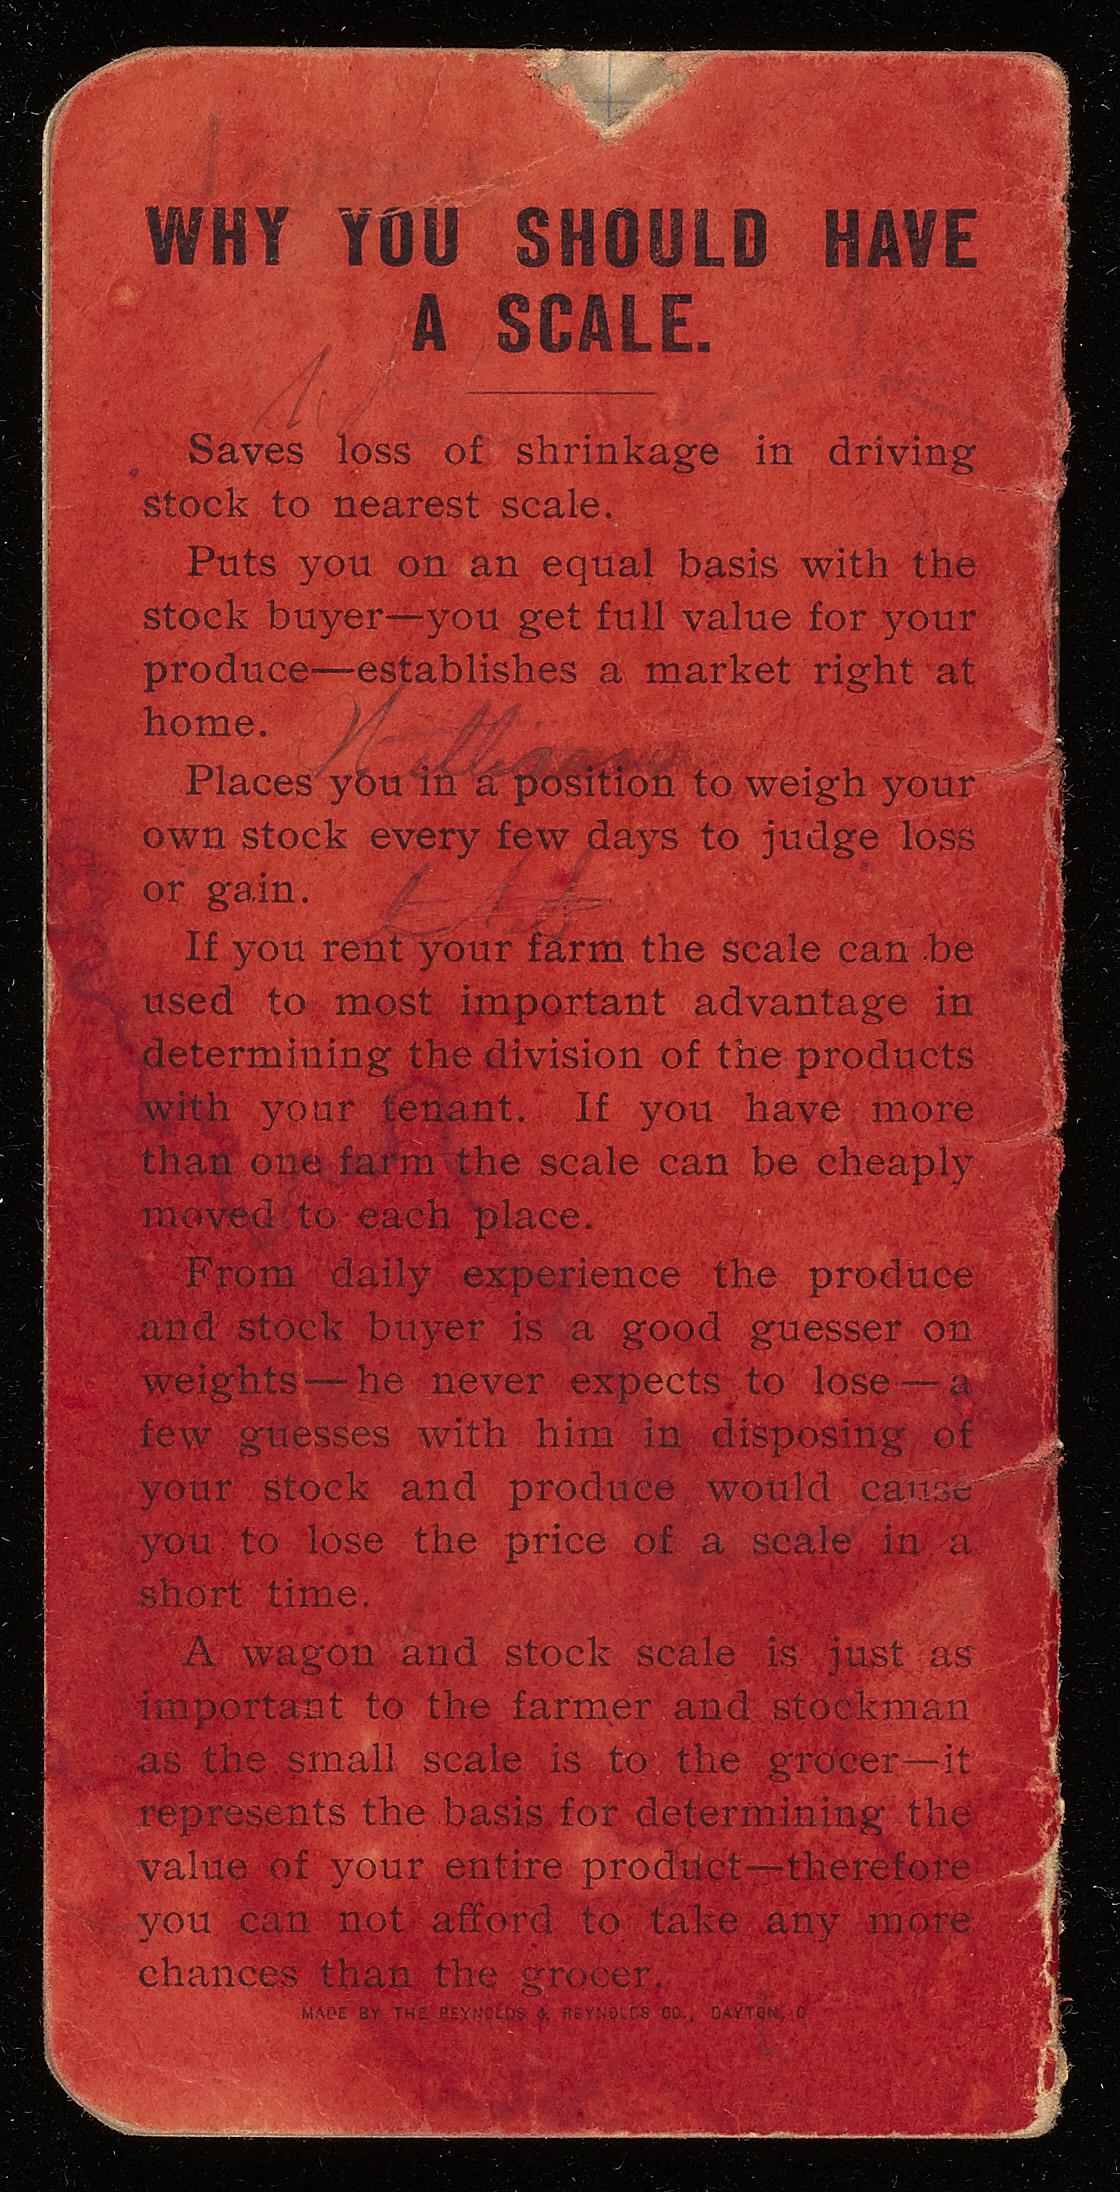 WHY YOU SHOULD HAVE
A SCALE.
Saves loss of shrinkage in driving
stock to nearest scale.
Puts you on an equal basis with the
stock buyer—you get full value for your
produce—establishes a market right at
home.
Places you in a position to weigh your
own stock every few days to judge loss
or gain.
If you rent your farm the scale can be
used to most important advantage in
determining the division of the products
with your tenant. If you have more
than one farm the scale can be cheaply
moved to each place.
From daily experience the produce
and stock buyer is a good guesser on
weights—he never expects to lose—a
few guesses with him in disposing of
your stock and produce would cause
you to lose the price of a scale in a
short time.
A wagon and stock scale is just as
important to the farmer and stockman
as the small scale is to the grocer—it
represents the basis for determining the
value of your entire product—therefore
you can not afford to take any more
chances than the grocer.
MADE BY THE REYNOLDS & REYNOLDS CO., DAYTON, O